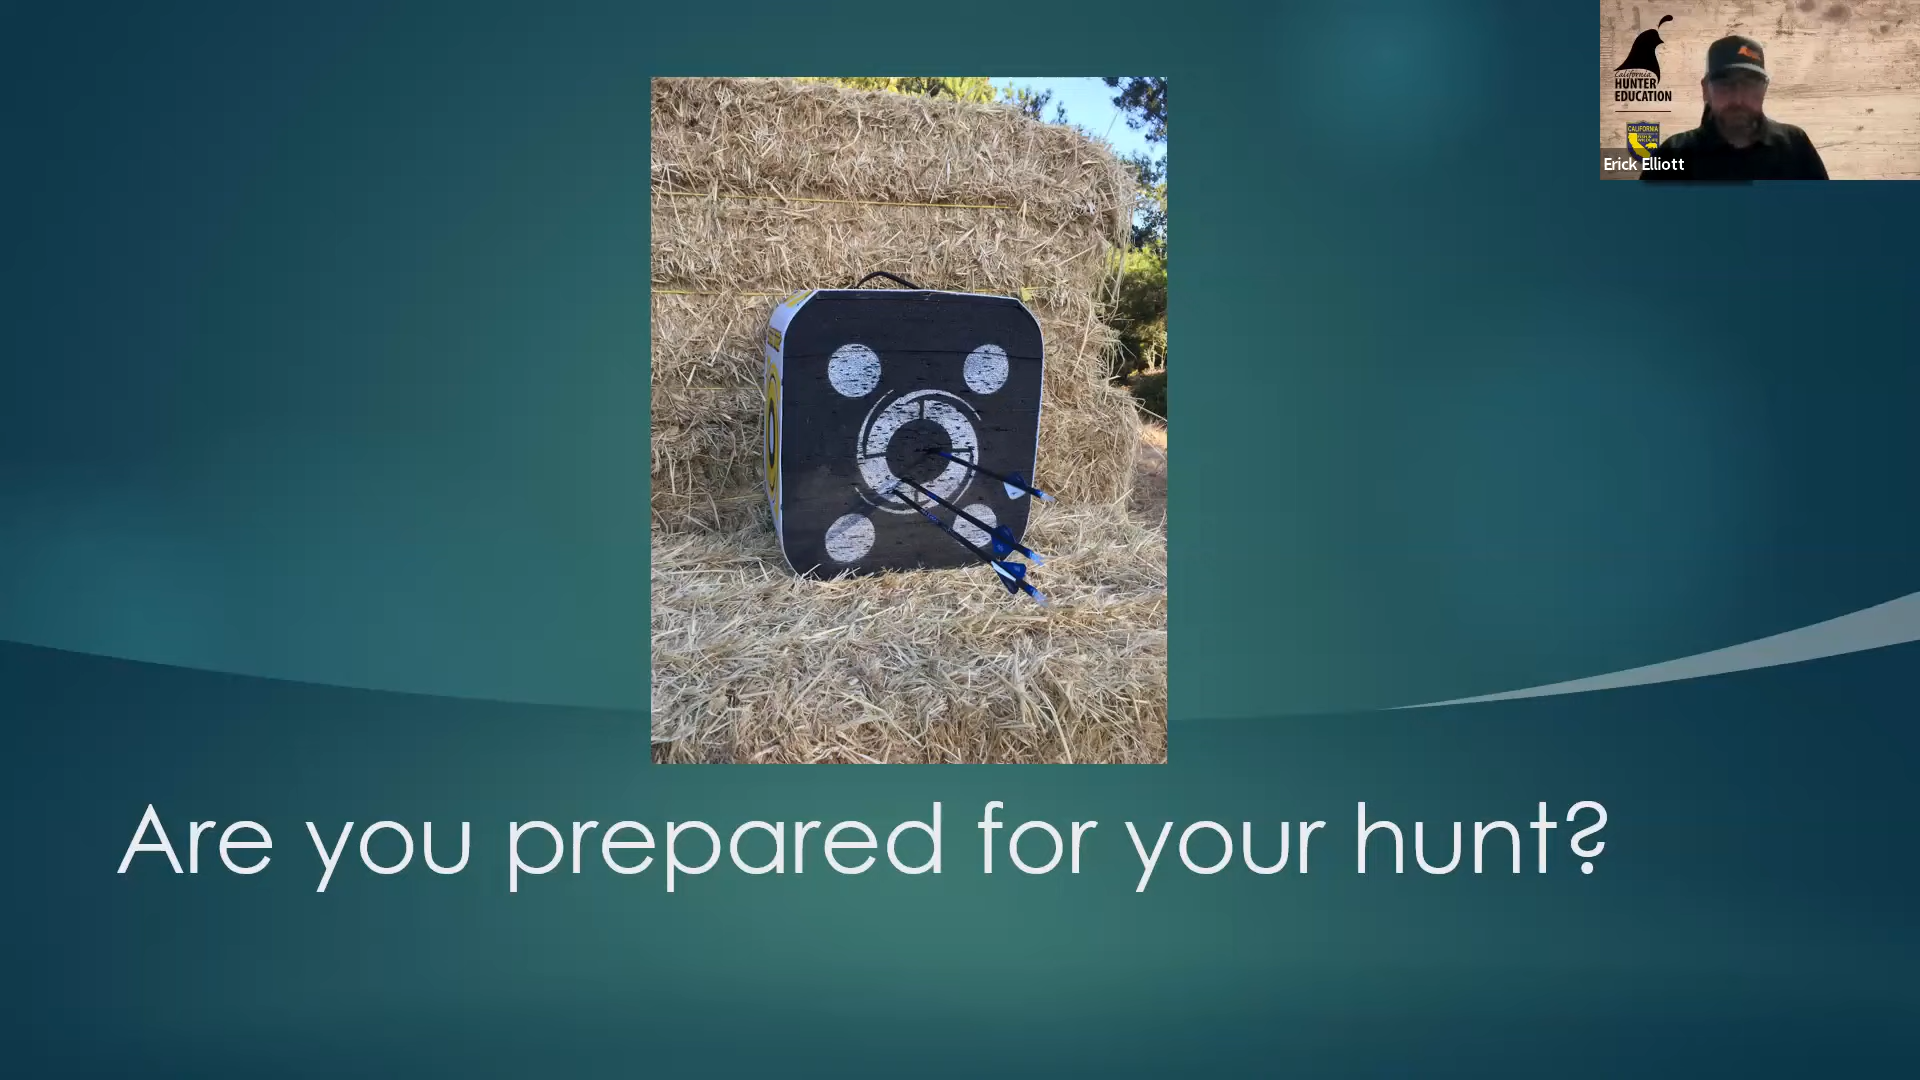 California
HUNTER
EDUCATION
CALIFORNIA
Erick Elliott
Are you prepared for your hunt?